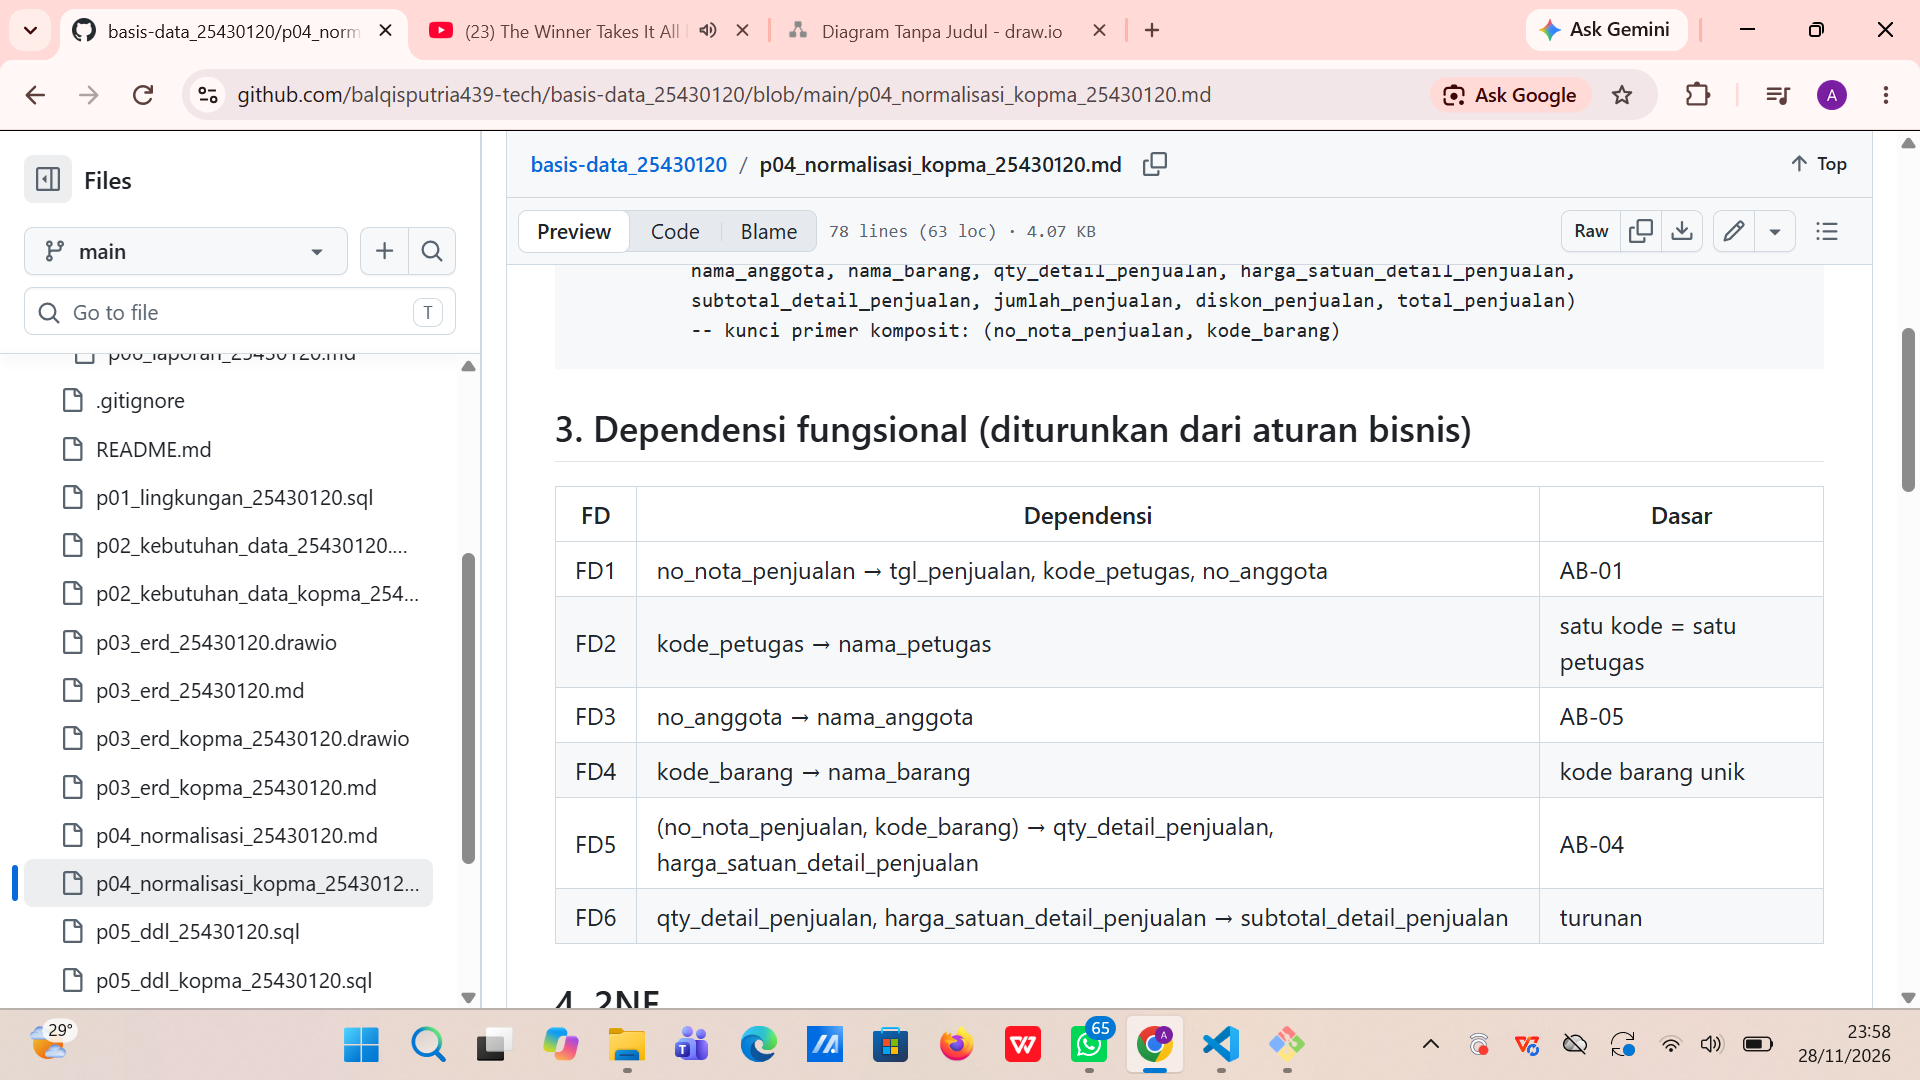 basis-data_25430120/p04_norm
(23) The Winner Takes It All
Diagram Tanpa Judul - draw.io
Ask Gemini
github.com/balqisputria439-tech/basis-data_25430120/blob/main/p04_normalisasi_kopma_25430120.md
Ask Google
A
Files
main
Go to file
T
p06_laporan_25430120.md
.gitignore
README.md
p01_lingkungan_25430120.sql
p02_kebutuhan_data_25430120....
p02_kebutuhan_data_kopma_254...
p03_erd_25430120.drawio
p03_erd_25430120.md
p03_erd_kopma_25430120.drawio
p03_erd_kopma_25430120.md
p04_normalisasi_25430120.md
p04_normalisasi_kopma_2543012...
p05_ddl_25430120.sql
p05_ddl_kopma_25430120.sql
basis-data_25430120 / p04_normalisasi_kopma_25430120.md
Top
Preview
Code
Blame
78 lines (63 loc) · 4.07 KB
Raw
nama_anggota, nama_barang, qty_detail_penjualan, harga_satuan_detail_penjualan,
subtotal_detail_penjualan, jumlah_penjualan, diskon_penjualan, total_penjualan)
-- kunci primer komposit: (no_nota_penjualan, kode_barang)
3. Dependensi fungsional (diturunkan dari aturan bisnis)
FD Dependensi Dasar
FD1 no_nota_penjualan → tgl_penjualan, kode_petugas, no_anggota AB-01
FD2 kode_petugas → nama_petugas satu kode = satu
petugas
FD3 no_anggota → nama_anggota AB-05
FD4 kode_barang → nama_barang kode barang unik
FD5 (no_nota_penjualan, kode_barang) → qty_detail_penjualan,
harga_satuan_detail_penjualan AB-04
FD6 qty_detail_penjualan, harga_satuan_detail_penjualan → subtotal_detail_penjualan turunan
4. 2NF
29°
65
A
23:58
28/11/2026